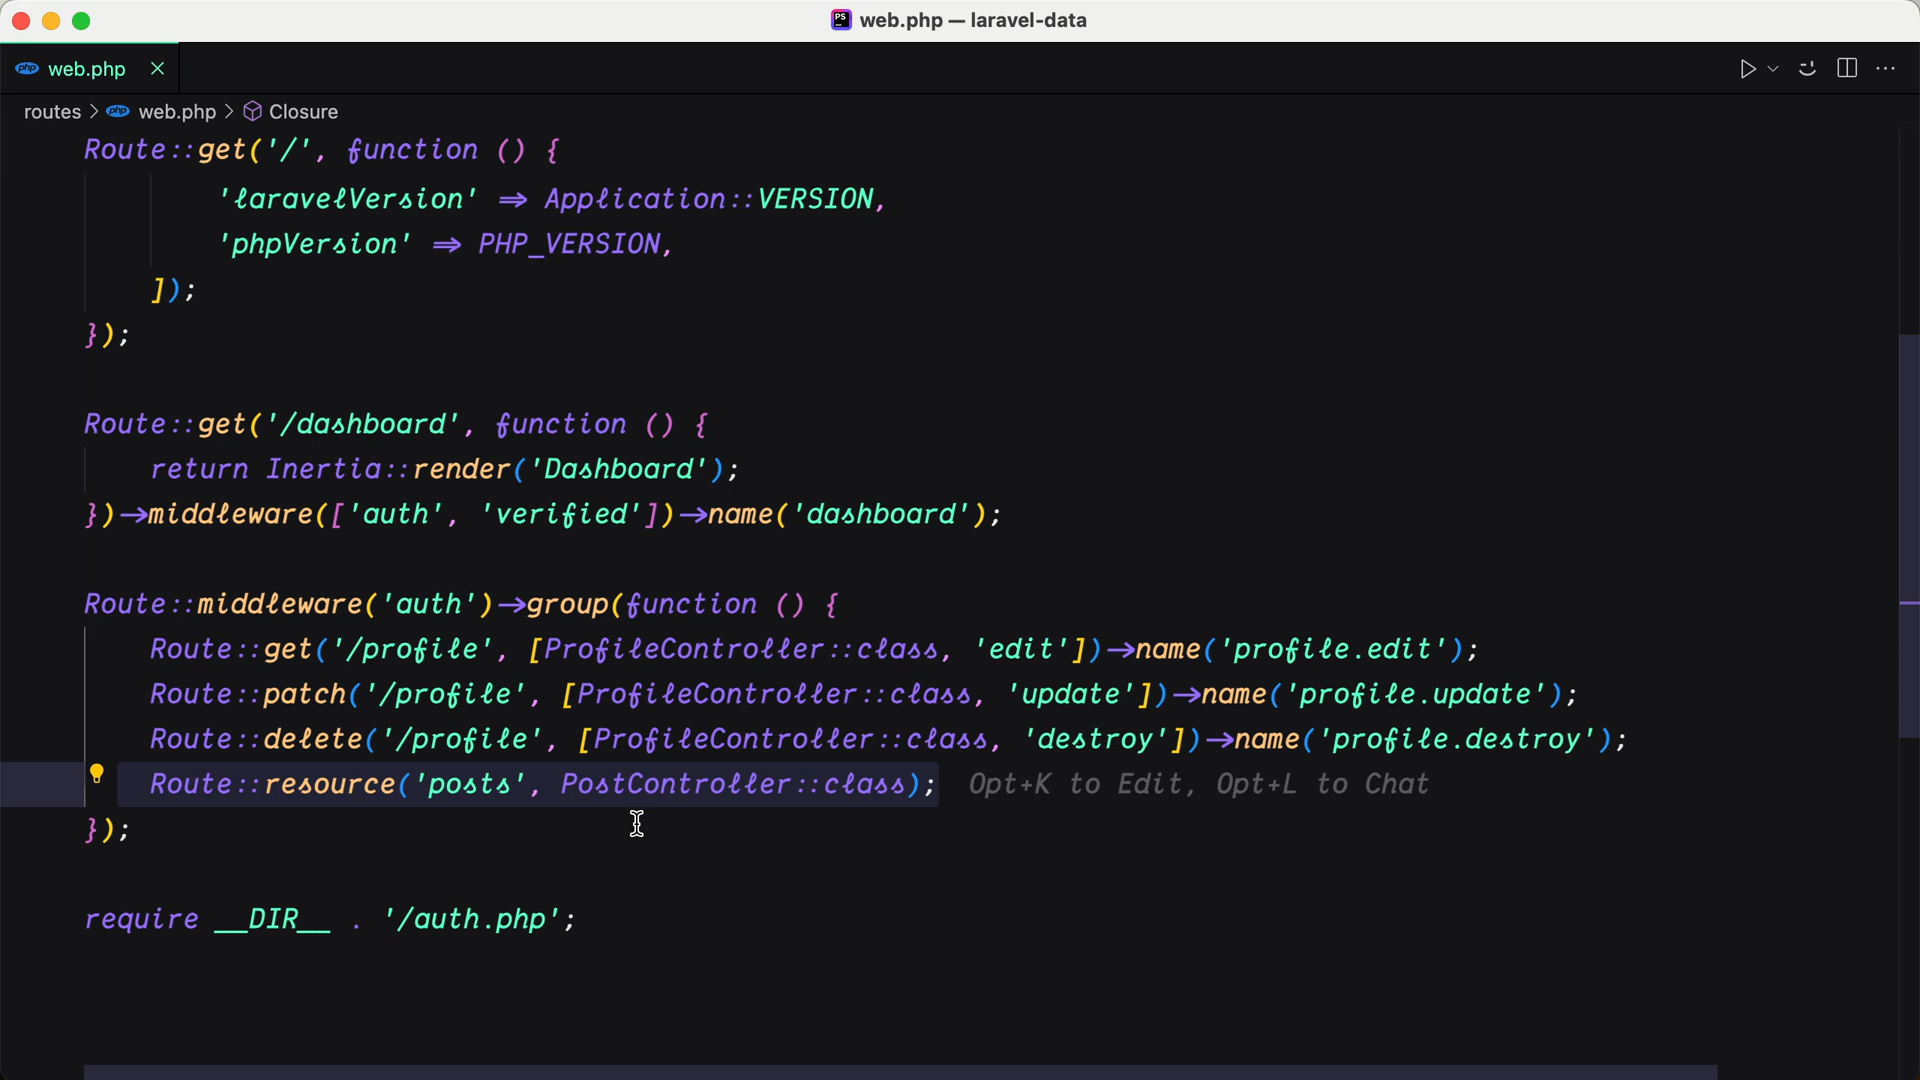 PS web.php — laravel-data
php web.php
routes > php web.php > Closure
Route::get('/', function () {
'laravelVersion' => Application::VERSION,
'phpVersion' => PHP_VERSION,
]);
});
Route::get('/dashboard', function () {
return Inertia::render('Dashboard');
})->middleware(['auth', 'verified'])->name('dashboard');
Route::middleware('auth')->group(function () {
Route::get('/profile', [ProfileController::class, 'edit'])->name('profile.edit');
Route::patch('/profile', [ProfileController::class, 'update'])->name('profile.update');
Route::delete('/profile', [ProfileController::class, 'destroy'])->name('profile.destroy');
Route::resource('posts', PostController::class); Opt+K to Edit, Opt+L to Chat
});
require __DIR__ . '/auth.php';